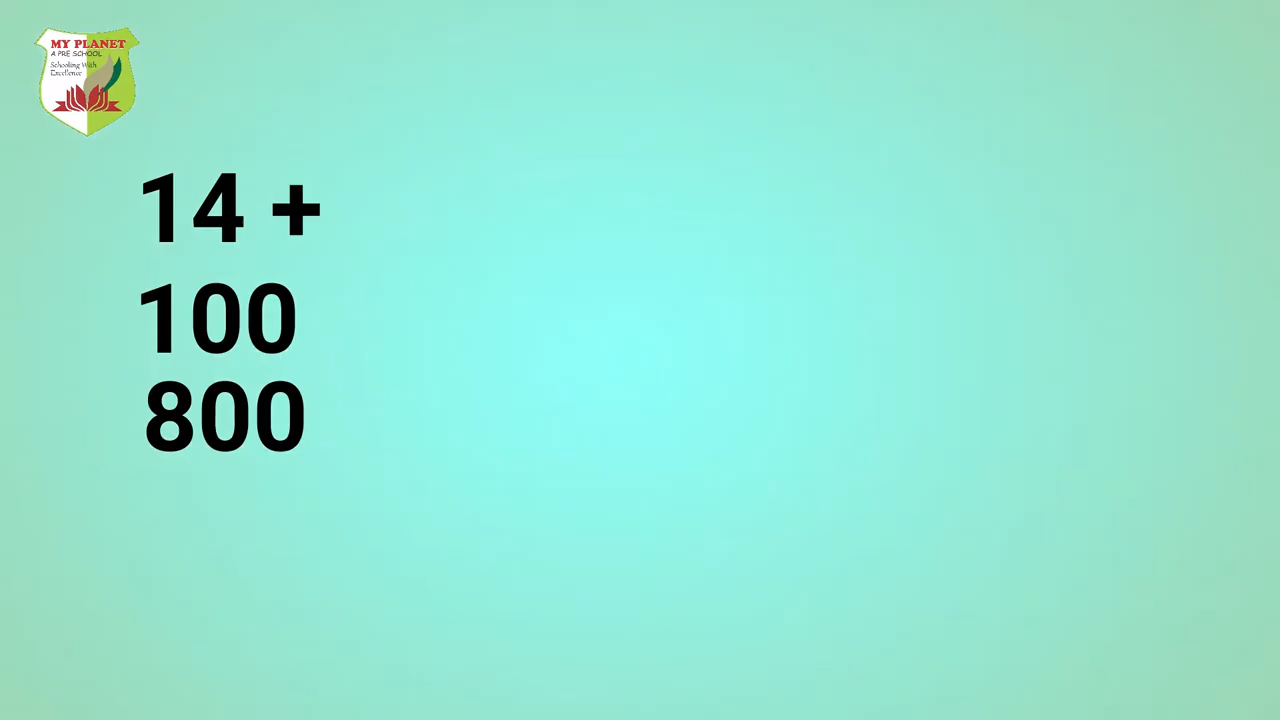 MY PLANET
A PRE SCHOOL
Schooling With
Excellence
14 +
100
800